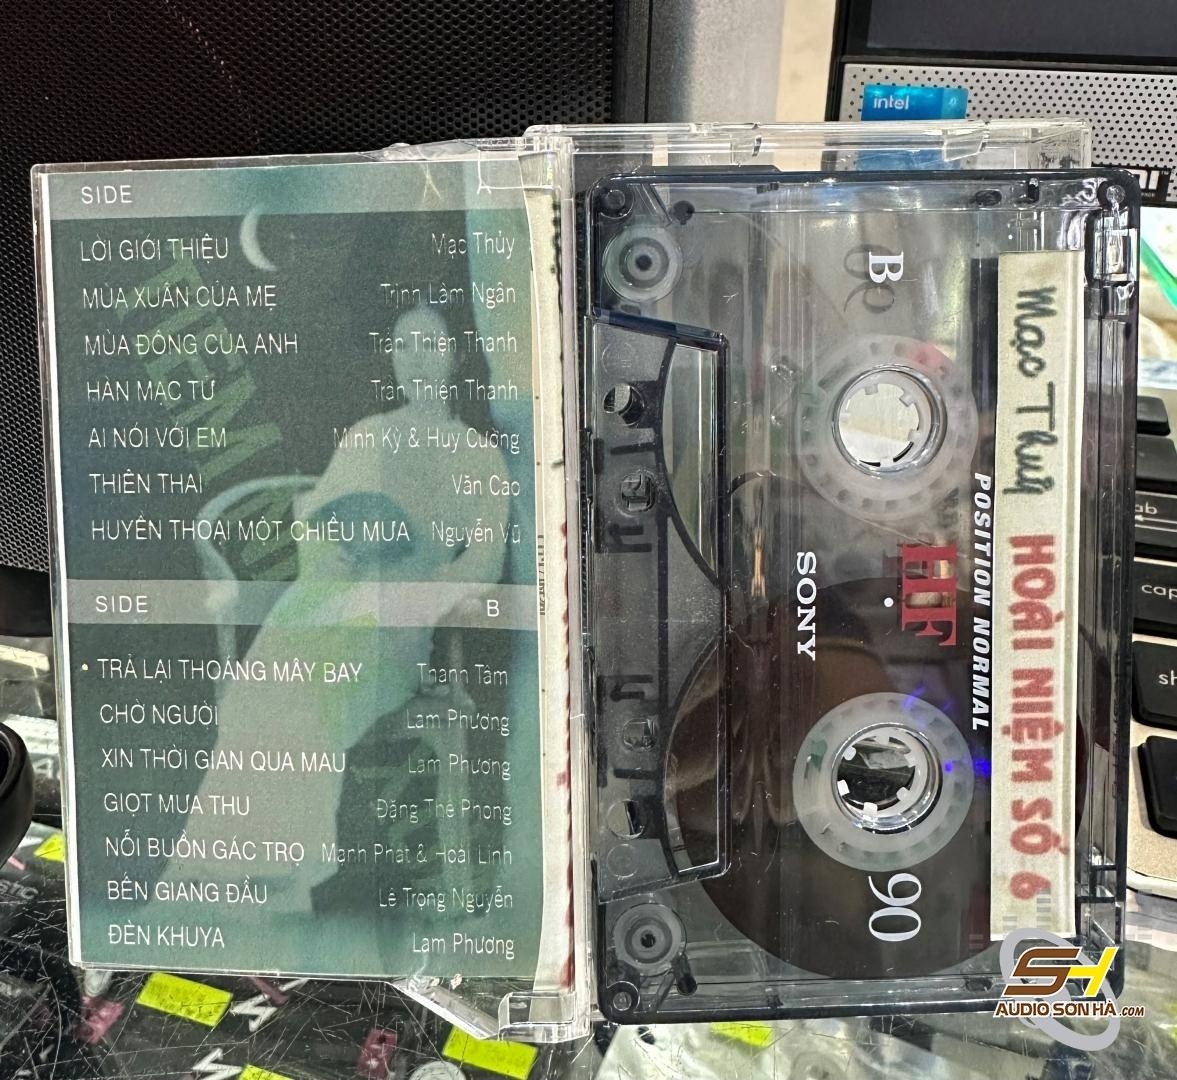 SIDE A
LỜI GIỚI THIỆU Mạc Thủy
MÙA XUÂN CỦA MẸ Trịnh Lâm Ngân
MÙA ĐÔNG CỦA ANH Trần Thiện Thanh
HÀN MẠC TỬ Trần Thiện Thanh
AI NÓI VỚI EM Minh Kỳ & Huy Cường
THIÊN THAI Văn Cao
HUYỀN THOẠI MỘT CHIỀU MƯA Nguyễn Vũ
SIDE B
• TRẢ LẠI THOÁNG MÂY BAY Thanh Tâm
CHỜ NGƯỜI Lam Phương
XIN THỜI GIAN QUA MAU Lam Phương
GIỌT MƯA THU Đặng Thế Phong
NỖI BUỒN GÁC TRỌ Mạnh Phát & Hoài Linh
BẾN GIANG ĐẦU Lê Trọng Nguyễn
ĐÈN KHUYA Lam Phương
B
Mạc Thuỷ HOÀI NIỆM SỐ 6
POSITION NORMAL
HF
SONY
90
intel
SH
AUDIO SƠN HÀ.COM